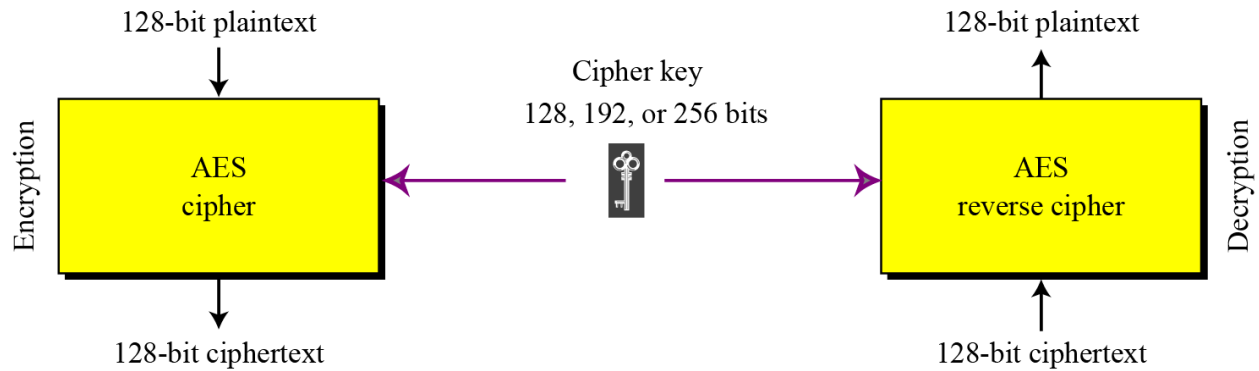 128-bit plaintext
128-bit plaintext
Cipher key
128, 192, or 256 bits
Encryption
AES
cipher
AES
reverse cipher
Decryption
128-bit ciphertext
128-bit ciphertext